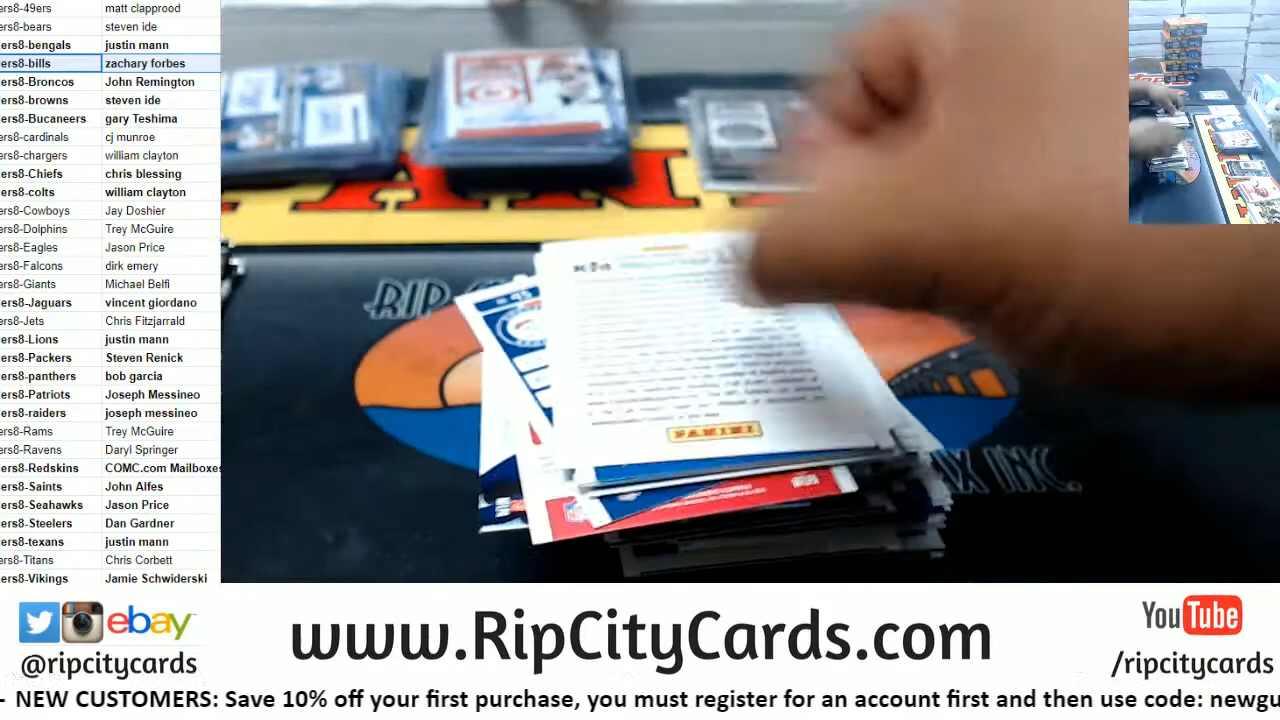 ers8-49ers matt clapprood
ers8-bears steven ide
ers8-bengals justin mann
ers8-bills zachary forbes
ers8-Broncos John Remington
ers8-browns steven ide
ers8-Bucaneers gary Teshima
ers8-cardinals cj munroe
ers8-chargers william clayton
ers8-Chiefs chris blessing
ers8-colts william clayton
ers8-Cowboys Jay Doshier
ers8-Dolphins Trey McGuire
ers8-Eagles Jason Price
ers8-Falcons dirk emery
ers8-Giants Michael Belfi
ers8-Jaguars vincent giordano
ers8-Jets Chris Fitzjarrald
ers8-Lions justin mann
ers8-Packers Steven Renick
ers8-panthers bob garcia
ers8-Patriots Joseph Messineo
ers8-raiders joseph messineo
ers8-Rams Trey McGuire
ers8-Ravens Daryl Springer
ers8-Redskins COMC.com Mailboxes
ers8-Saints John Alfes
ers8-Seahawks Jason Price
ers8-Steelers Dan Gardner
ers8-texans justin mann
ers8-Titans Chris Corbett
ers8-Vikings Jamie Schwiderski
RIP
PANINI
INC.
ebay
@ripcitycards
www.RipCityCards.com
YouTube
/ripcitycards
- NEW CUSTOMERS: Save 10% off your first purchase, you must register for an account first and then use code: newgu